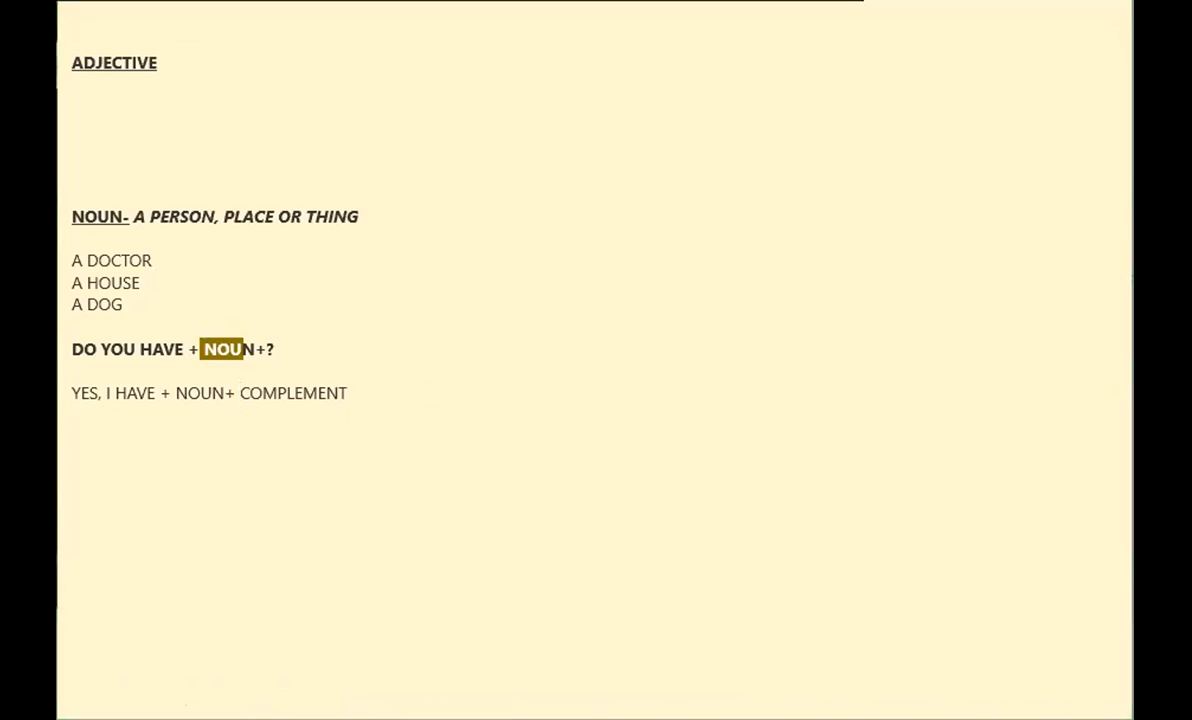 ADJECTIVE
NOUN- A PERSON, PLACE OR THING
A DOCTOR
A HOUSE
A DOG
DO YOU HAVE + NOUN+?
YES, I HAVE + NOUN+ COMPLEMENT